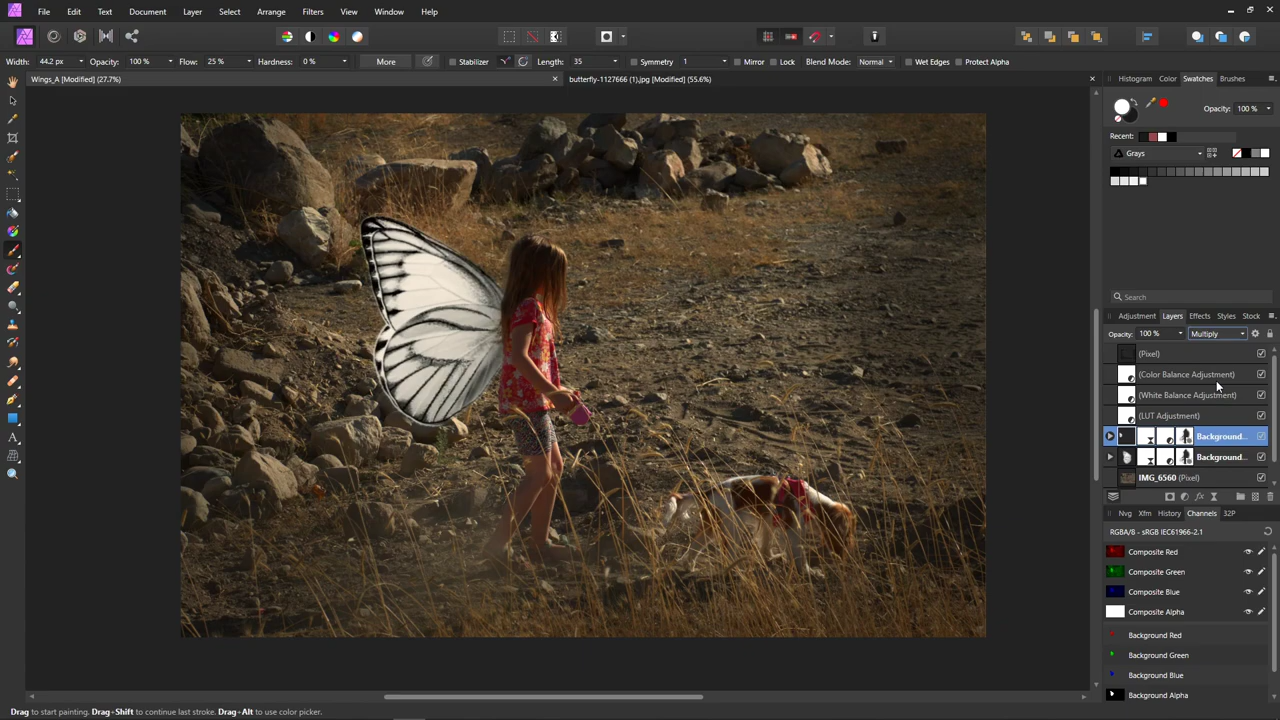 File Edit Text Document Layer Select Arrange Filters View Window Help
Width: 44.2 px Opacity: 100 % Flow: 25 % Hardness: 0 % More Stabilizer Length: 35 Symmetry 1 Mirror Lock Blend Mode: Normal Wet Edges Protect Alpha
Wings_A [Modified] (27.7%) butterfly-1127666 (1).jpg [Modified] (55.6%)
Histogram Color Swatches Brushes
Opacity: 100 %
Recent:
Grays
Search
Adjustment Layers Effects Styles Stock
Opacity: 100 % Multiply
(Pixel)
(Color Balance Adjustment)
(White Balance Adjustment)
(LUT Adjustment)
Background...
Background...
IMG_6560 (Pixel)
Nvg Xfm History Channels 32P
RGBA/8 - sRGB IEC61966-2.1
Composite Red
Composite Green
Composite Blue
Composite Alpha
Background Red
Background Green
Background Blue
Background Alpha
Drag to start painting. Drag+Shift to continue last stroke. Drag+Alt to use color picker.